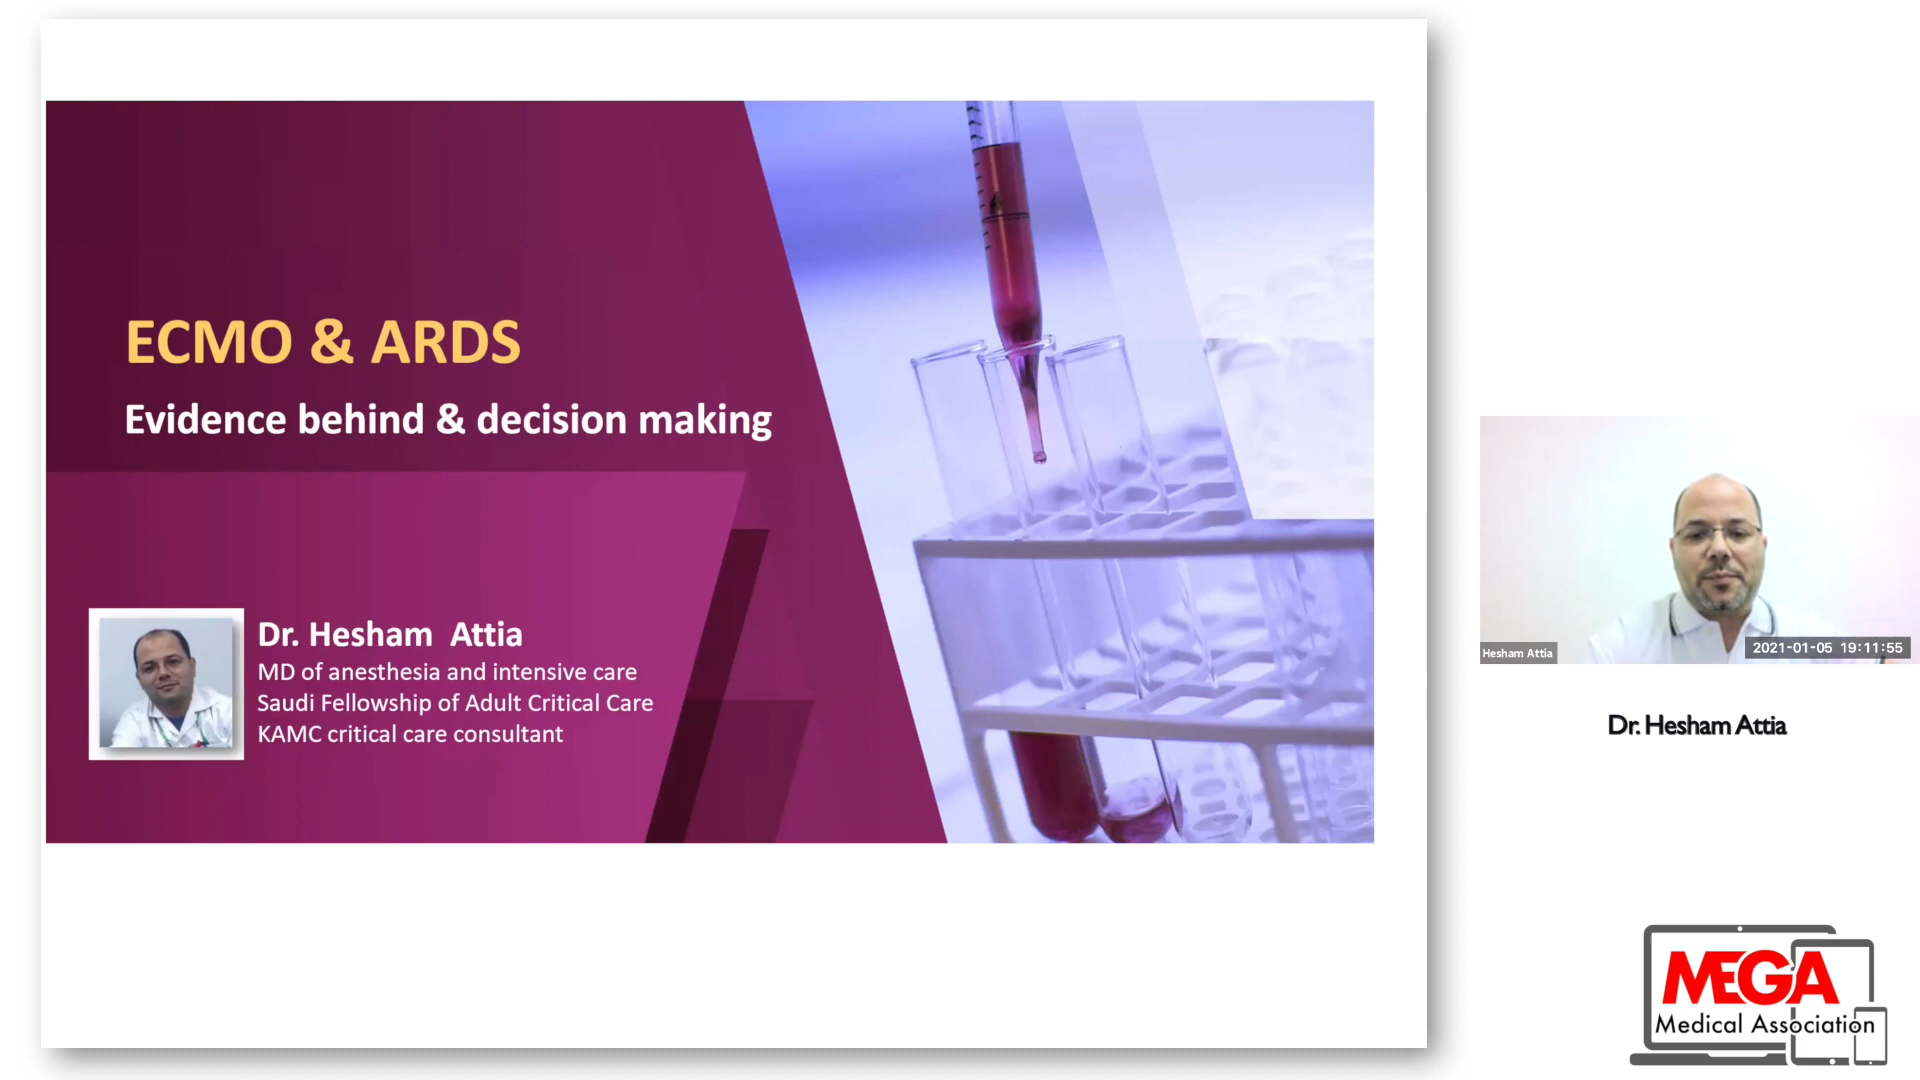 ECMO & ARDS
Evidence behind & decision making
Dr. Hesham Attia
MD of anesthesia and intensive care
Saudi Fellowship of Adult Critical Care
KAMC critical care consultant
Hesham Attia
2021-01-05 19:11:55
Dr. Hesham Attia
MEGA
Medical Association